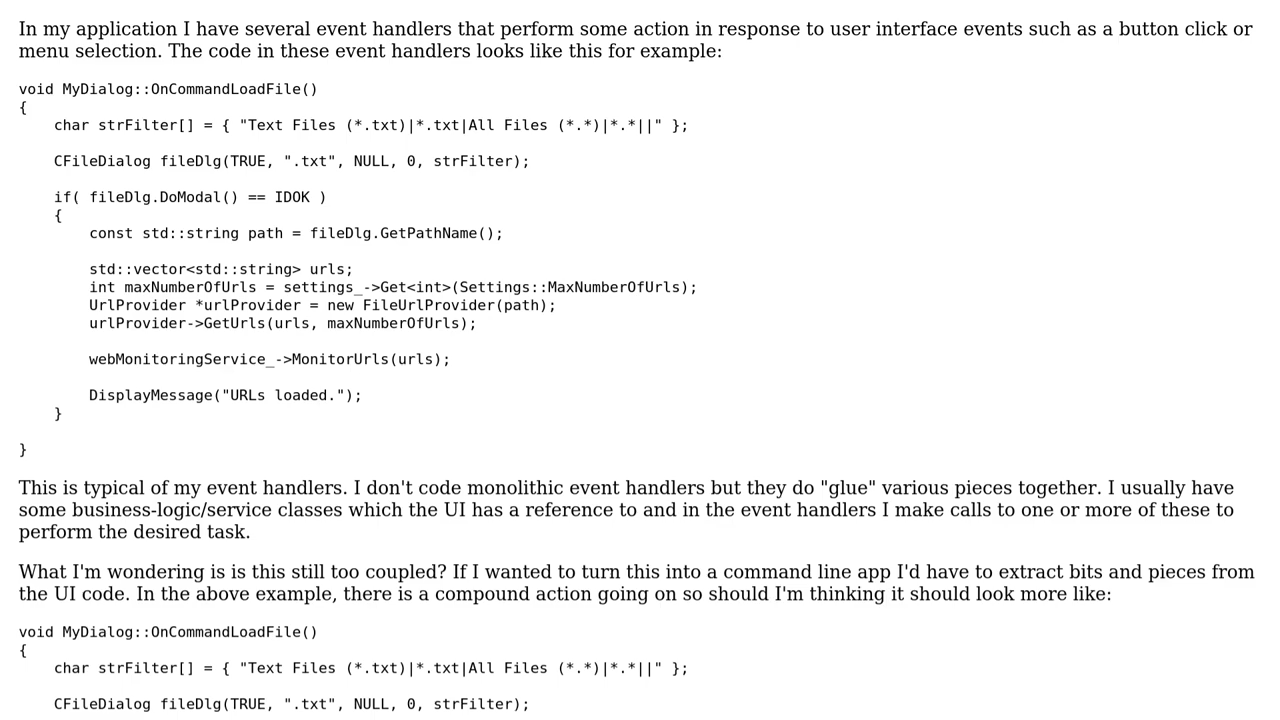 In my application I have several event handlers that perform some action in response to user interface events such as a button click or
menu selection. The code in these event handlers looks like this for example:
void MyDialog::OnCommandLoadFile()
{
    char strFilter[] = { "Text Files (*.txt)|*.txt|All Files (*.*)|*.*||" };
    CFileDialog fileDlg(TRUE, ".txt", NULL, 0, strFilter);
    if( fileDlg.DoModal() == IDOK )
    {
        const std::string path = fileDlg.GetPathName();
        std::vector<std::string> urls;
        int maxNumberOfUrls = settings_->Get<int>(Settings::MaxNumberOfUrls);
        UrlProvider *urlProvider = new FileUrlProvider(path);
        urlProvider->GetUrls(urls, maxNumberOfUrls);
        webMonitoringService_->MonitorUrls(urls);
        DisplayMessage("URLs loaded.");
    }
}
This is typical of my event handlers. I don't code monolithic event handlers but they do "glue" various pieces together. I usually have
some business-logic/service classes which the UI has a reference to and in the event handlers I make calls to one or more of these to
perform the desired task.
What I'm wondering is is this still too coupled? If I wanted to turn this into a command line app I'd have to extract bits and pieces from
the UI code. In the above example, there is a compound action going on so should I'm thinking it should look more like:
void MyDialog::OnCommandLoadFile()
{
    char strFilter[] = { "Text Files (*.txt)|*.txt|All Files (*.*)|*.*||" };
    CFileDialog fileDlg(TRUE, ".txt", NULL, 0, strFilter);